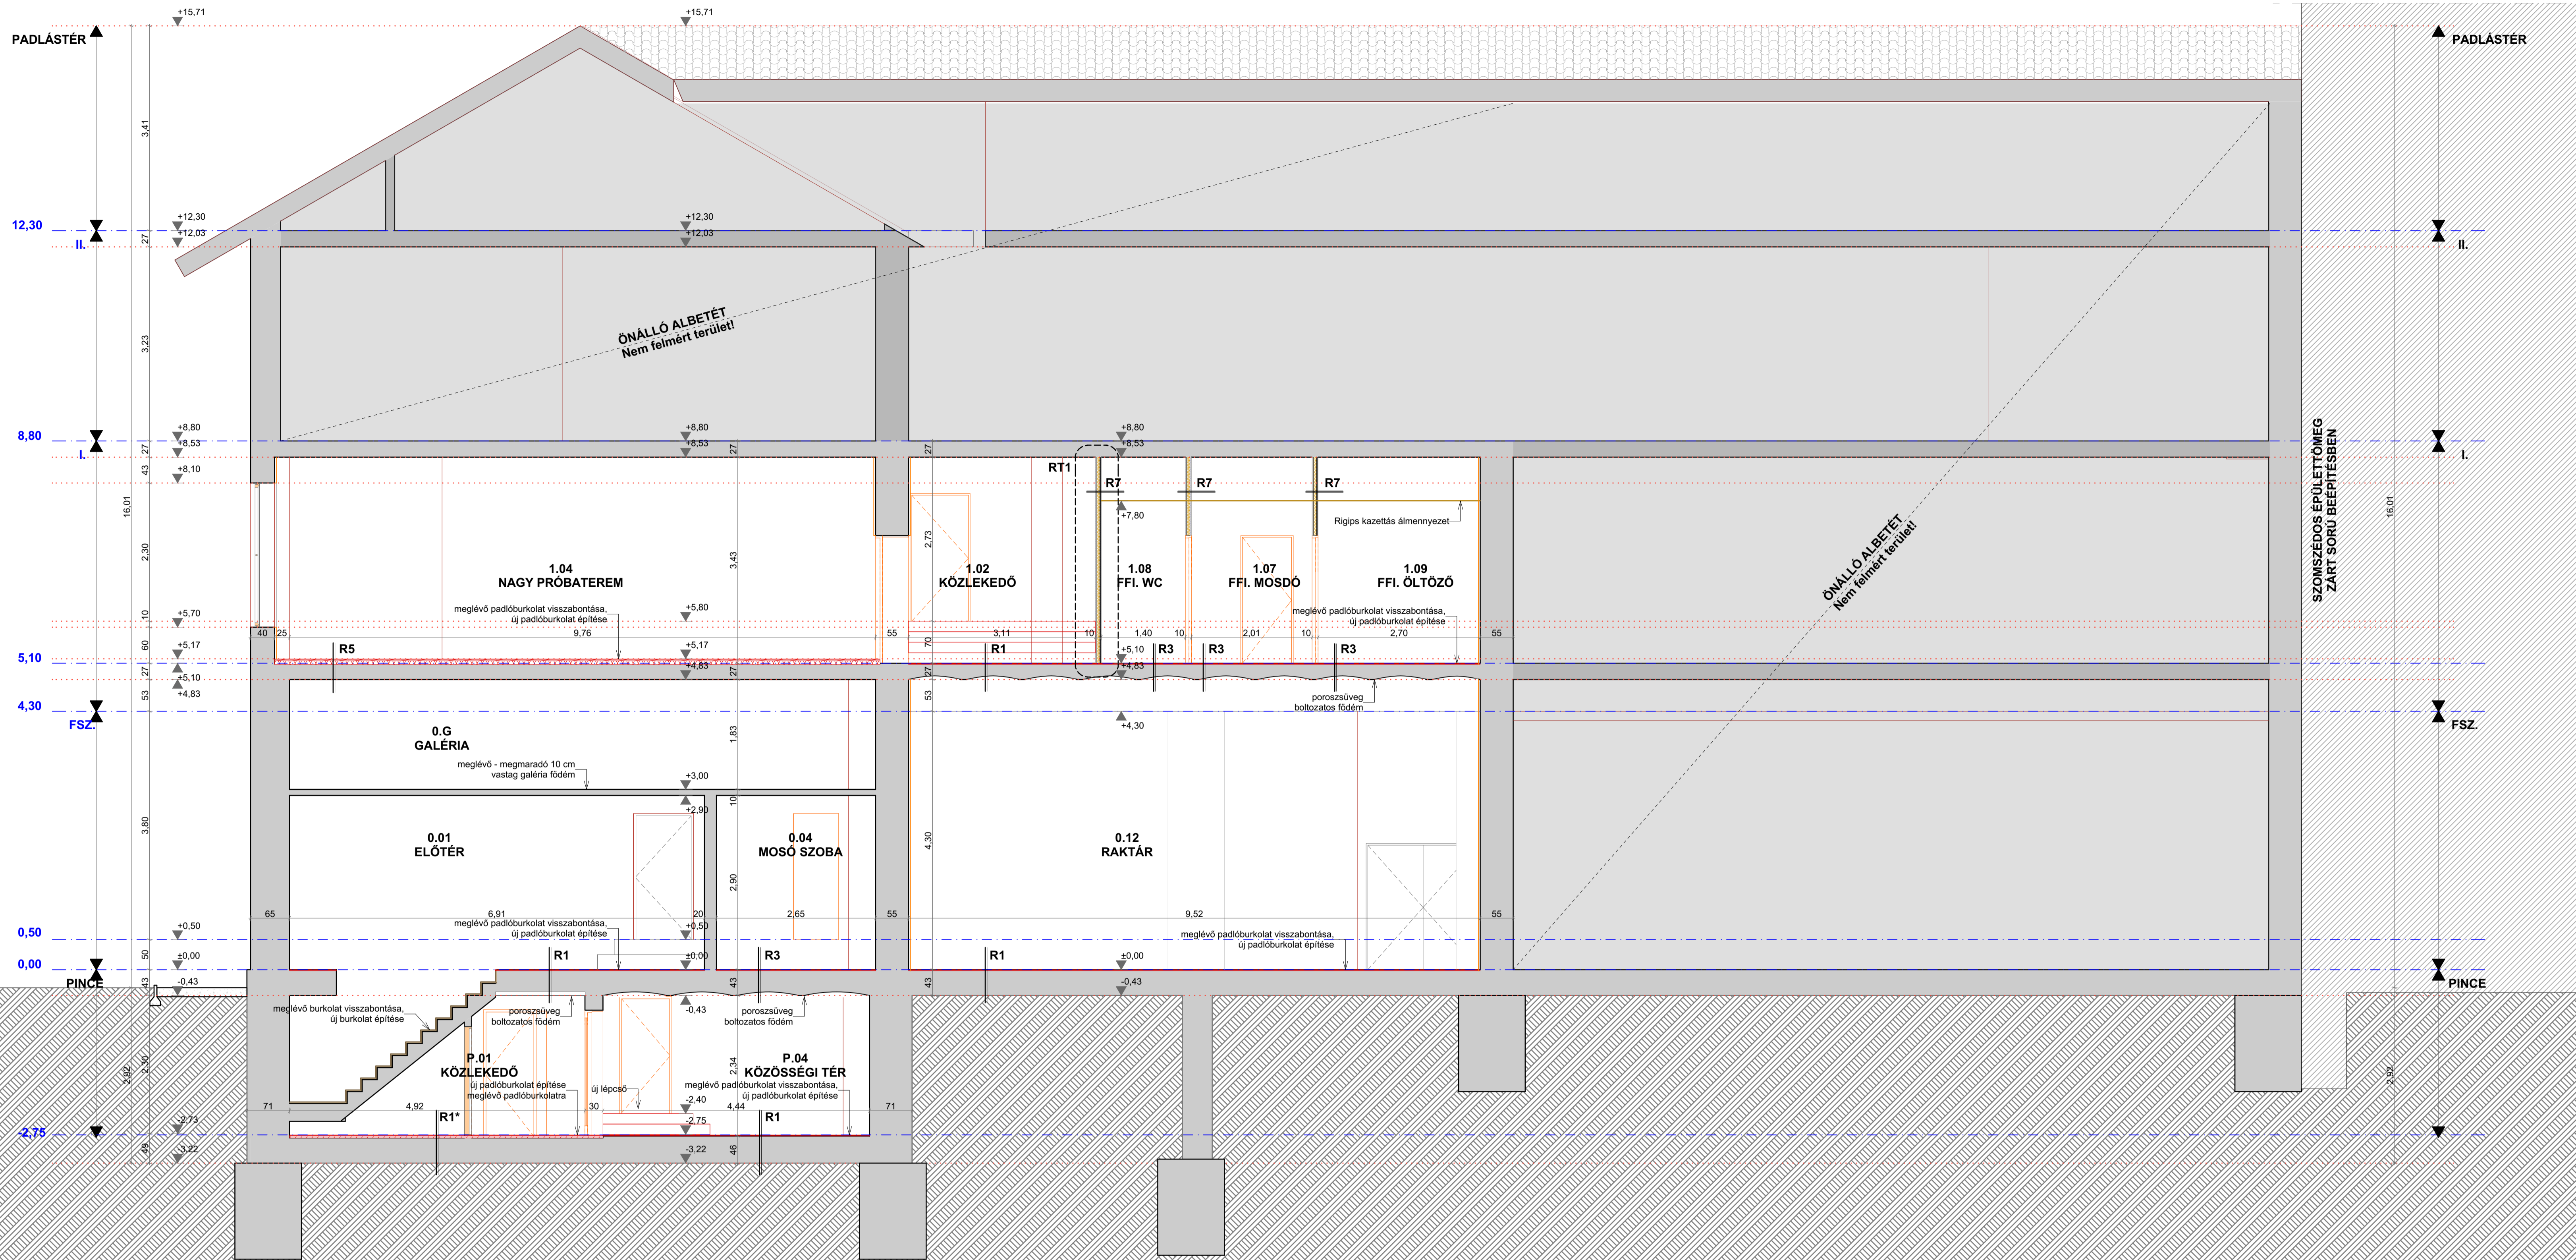 +15,71
+15,71
PADLÁSTÉR
PADLÁSTÉR
3,41
12,30
+12,30
+12,30
+12,03
+12,03
27
II.
II.
ÖNÁLLÓ ALBETÉT
Nem felmért terület!
3,23
8,80
+8,80
+8,80
+8,80
+8,53
+8,53
+8,53
27
27
27
I.
I.
43
+8,10
RT1
R7
R7
R7
16,01
16,01
+7,80
Rigips kazettás álmennyezet
2,30
3,43
2,73
1.04
NAGY PRÓBATEREM
1.02
KÖZLEKEDŐ
1.08
FFI. WC
1.07
FFI. MOSDÓ
1.09
FFI. ÖLTÖZŐ
ÖNÁLLÓ ALBETÉT
Nem felmért terület!
SZOMSZÉDOS ÉPÜLETTÖMEG
ZÁRT SORÚ BEÉPÍTÉSBEN
meglévő padlóburkolat visszabontása,
új padlóburkolat építése
meglévő padlóburkolat visszabontása,
új padlóburkolat építése
10
+5,70
+5,80
40
25
9,76
55
3,11
10
1,40
10
2,01
10
2,70
55
60
70
R5
R1
R3
R3
R3
5,10
+5,17
+5,17
+5,10
+5,10
+4,83
+4,83
+4,83
27
27
27
53
53
poroszsüveg
boltozatos födém
4,30
+4,30
FSZ.
FSZ.
0.G
GALÉRIA
1,83
meglévő - megmaradó 10 cm
vastag galéria födém
+3,00
10
+2,90
3,80
0.01
ELŐTÉR
0.04
MOSÓ SZOBA
4,30
0.12
RAKTÁR
2,90
65
6,91
20
2,65
55
9,52
55
meglévő padlóburkolat visszabontása,
új padlóburkolat építése
meglévő padlóburkolat visszabontása,
új padlóburkolat építése
0,50
+0,50
+0,50
50
R1
R3
R1
0,00
±0,00
±0,00
±0,00
PINCE
PINCE
43
43
43
-0,43
-0,43
-0,43
meglévő burkolat visszabontása,
új burkolat építése
poroszsüveg
boltozatos födém
poroszsüveg
boltozatos födém
P.01
KÖZLEKEDŐ
P.04
KÖZÖSSÉGI TÉR
2,92
2,30
2,34
2,92
új padlóburkolat építése
meglévő padlóburkolatra
új lépcső
meglévő padlóburkolat visszabontása,
új padlóburkolat építése
71
4,92
30
-2,40
4,44
71
R1*
R1
-2,75
-2,73
-2,75
49
46
-3,22
-3,22